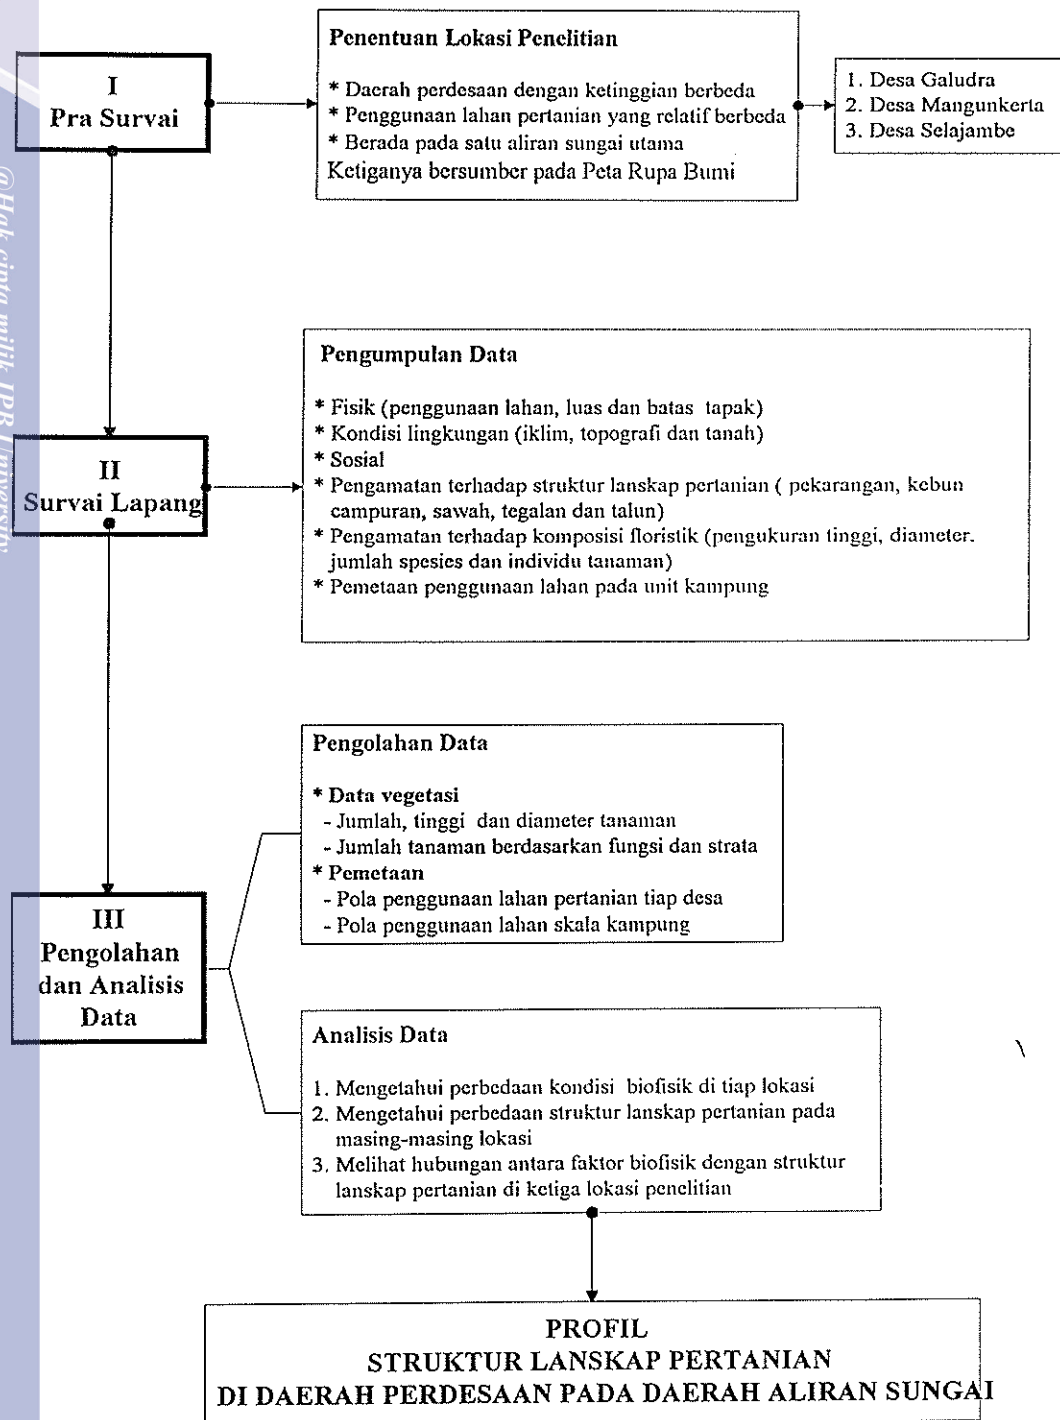 I
Pra Survai
Penentuan Lokasi Penelitian
* Daerah perdesaan dengan ketinggian berbeda
* Penggunaan lahan pertanian yang relatif berbeda
* Berada pada satu aliran sungai utama
Ketiganya bersumber pada Peta Rupa Bumi
1. Desa Galudra
2. Desa Mangunkerta
3. Desa Selajambe
@Hak cipta milik IPB University
II
Survai Lapang
Pengumpulan Data
* Fisik (penggunaan lahan, luas dan batas tapak)
* Kondisi lingkungan (iklim, topografi dan tanah)
* Sosial
* Pengamatan terhadap struktur lanskap pertanian ( pekarangan, kebun
campuran, sawah, tegalan dan talun)
* Pengamatan terhadap komposisi floristik (pengukuran tinggi, diameter.
jumlah spesies dan individu tanaman)
* Pemetaan penggunaan lahan pada unit kampung
III
Pengolahan
dan Analisis
Data
Pengolahan Data
* Data vegetasi
- Jumlah, tinggi dan diameter tanaman
- Jumlah tanaman berdasarkan fungsi dan strata
* Pemetaan
- Pola penggunaan lahan pertanian tiap desa
- Pola penggunaan lahan skala kampung
Analisis Data
1. Mengetahui perbedaan kondisi biofisik di tiap lokasi
2. Mengetahui perbedaan struktur lanskap pertanian pada
masing-masing lokasi
3. Melihat hubungan antara faktor biofisik dengan struktur
lanskap pertanian di ketiga lokasi penelitian
PROFIL
STRUKTUR LANSKAP PERTANIAN
DI DAERAH PERDESAAN PADA DAERAH ALIRAN SUNGAI